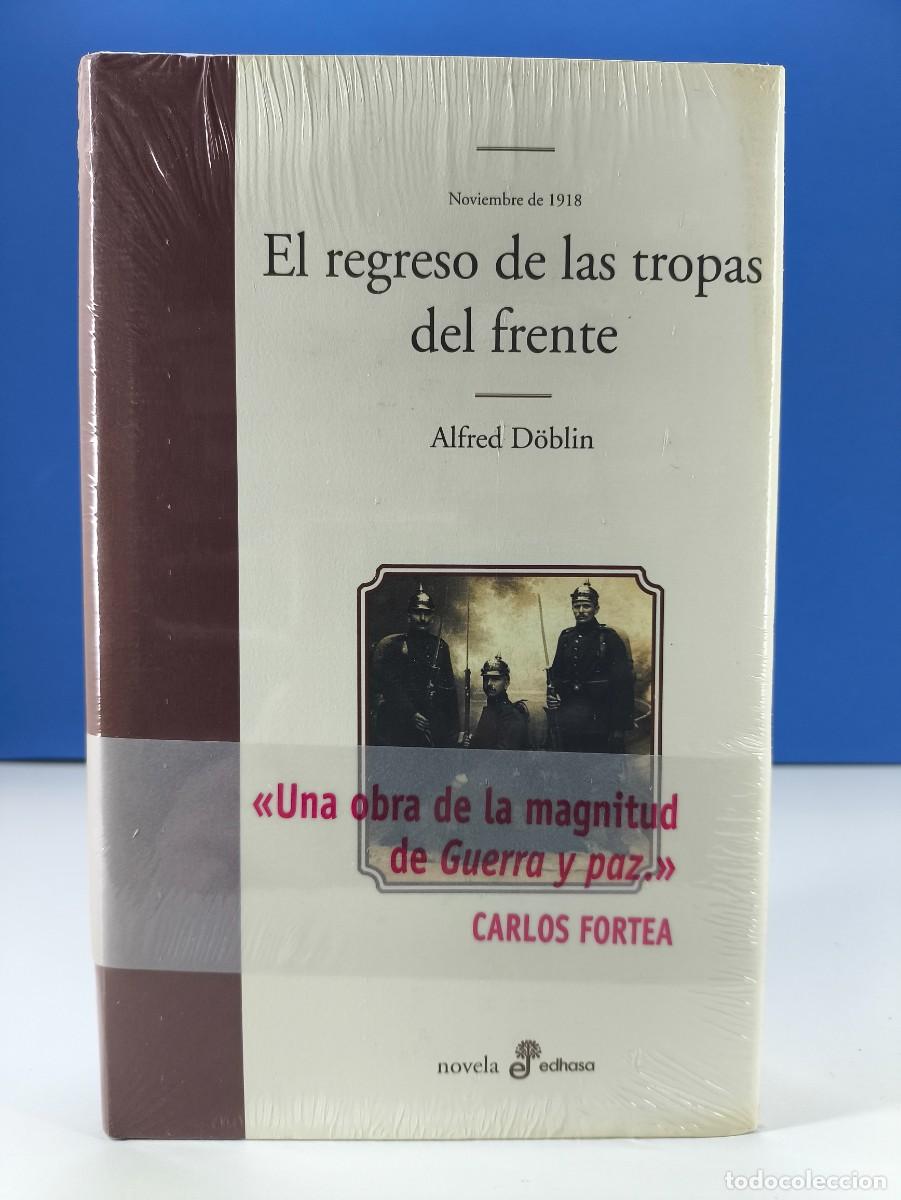 Noviembre de 1918
El regreso de las tropas
del frente
Alfred Döblin
«Una obra de la magnitud
de Guerra y paz.»
CARLOS FORTEA
novela edhasa
todocoleccion